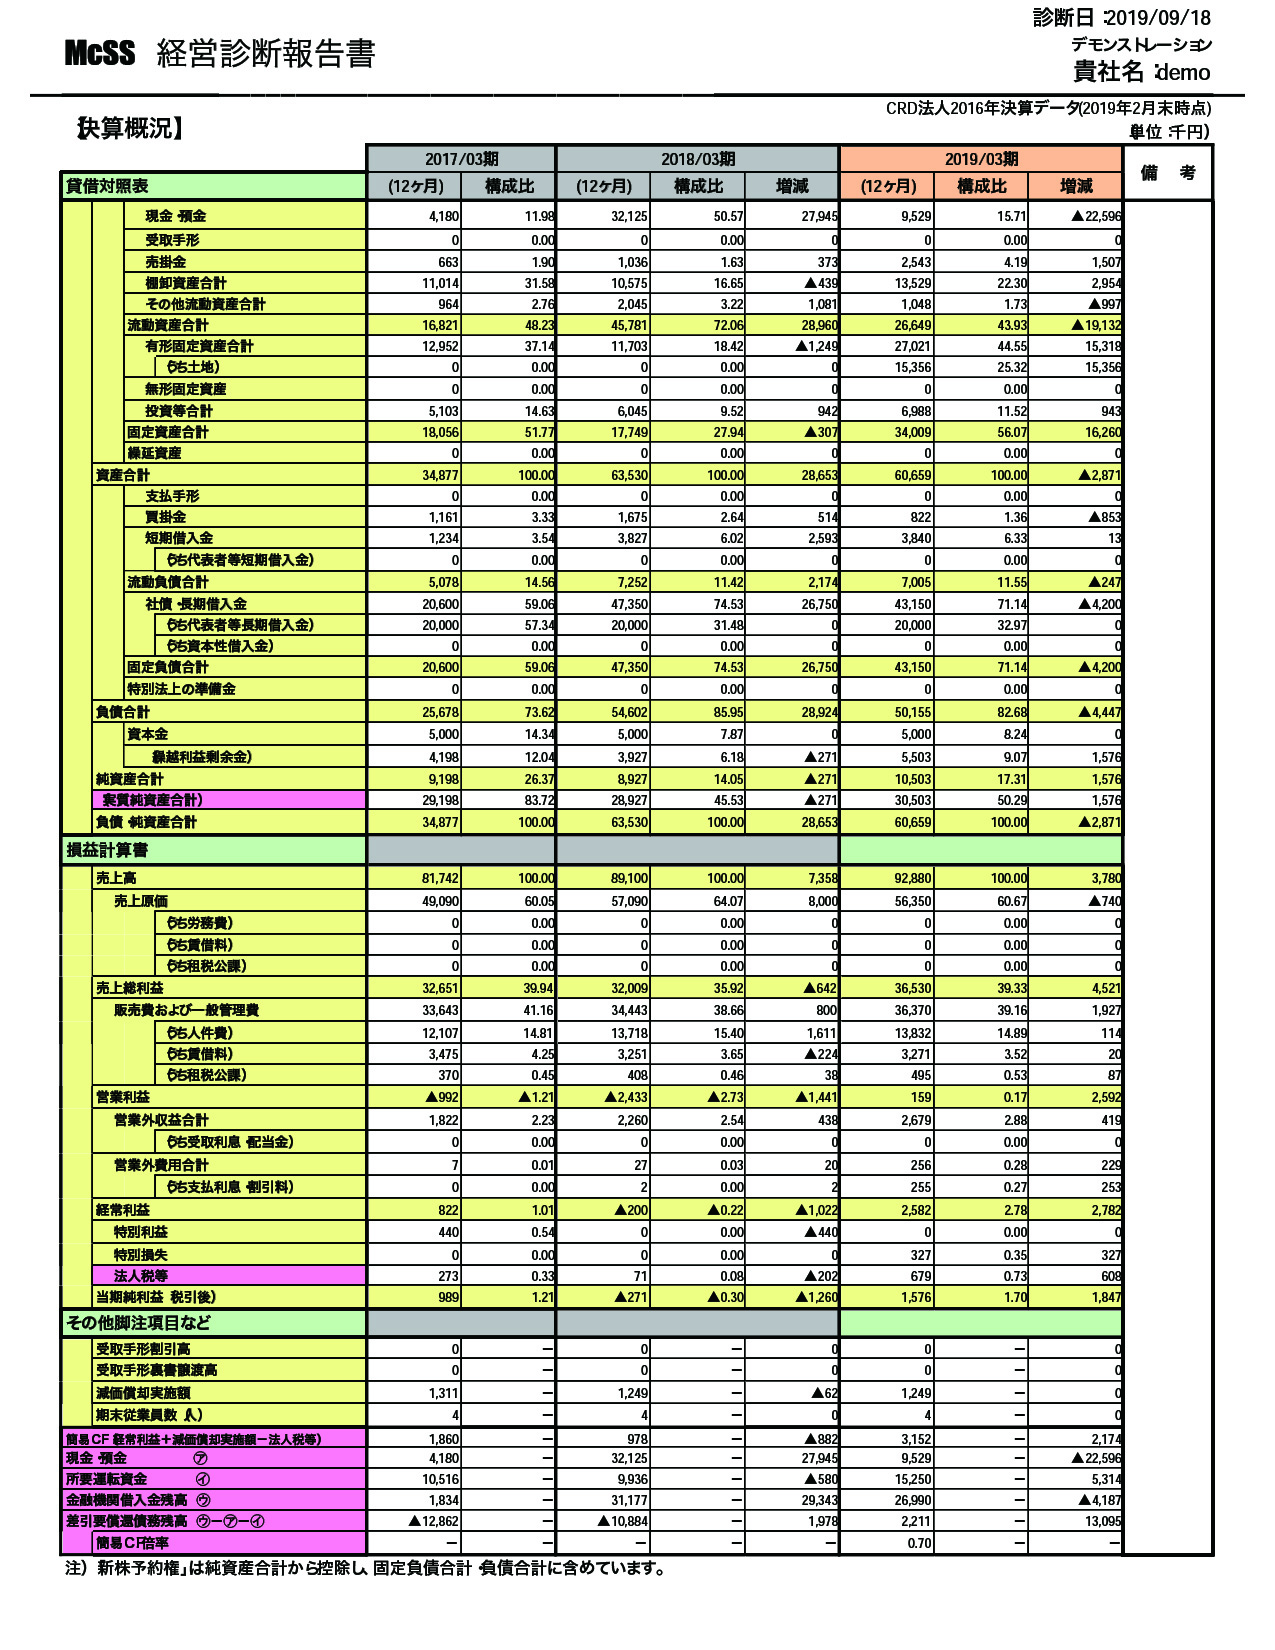 診断日:2019/09/18
McSS 経営診断報告書
デモンストレーション
貴社名:demo
CRD法人2016年決算データ(2019年2月末時点)
【決算概況】
(単位:千円)
2017/03期 2018/03期 2019/03期 備 考
貸借対照表 (12ケ月) 構成比 (12ケ月) 構成比 増減 (12ケ月) 構成比 増減
現金・預金 4,180 11.98 32,125 50.57 27,945 9,529 15.71 ▲22,596
受取手形 0 0.00 0 0.00 0 0 0.00 0
売掛金 663 1.90 1,036 1.63 373 2,543 4.19 1,507
棚卸資産合計 11,014 31.58 10,575 16.65 ▲439 13,529 22.30 2,954
その他流動資産合計 964 2.76 2,045 3.22 1,081 1,048 1.73 ▲997
流動資産合計 16,821 48.23 45,781 72.06 28,960 26,649 43.93 ▲19,132
有形固定資産合計 12,952 37.14 11,703 18.42 ▲1,249 27,021 44.55 15,318
(うち土地) 0 0.00 0 0.00 0 15,356 25.32 15,356
無形固定資産 0 0.00 0 0.00 0 0 0.00 0
投資等合計 5,103 14.63 6,045 9.52 942 6,988 11.52 943
固定資産合計 18,056 51.77 17,749 27.94 ▲307 34,009 56.07 16,260
繰延資産 0 0.00 0 0.00 0 0 0.00 0
資産合計 34,877 100.00 63,530 100.00 28,653 60,659 100.00 ▲2,871
支払手形 0 0.00 0 0.00 0 0 0.00 0
買掛金 1,161 3.33 1,675 2.64 514 822 1.36 ▲853
短期借入金 1,234 3.54 3,827 6.02 2,593 3,840 6.33 13
(うち代表者等短期借入金) 0 0.00 0 0.00 0 0 0.00 0
流動負債合計 5,078 14.56 7,252 11.42 2,174 7,005 11.55 ▲247
社債・長期借入金 20,600 59.06 47,350 74.53 26,750 43,150 71.14 ▲4,200
(うち代表者等長期借入金) 20,000 57.34 20,000 31.48 0 20,000 32.97 0
(うち資本性借入金) 0 0.00 0 0.00 0 0 0.00 0
固定負債合計 20,600 59.06 47,350 74.53 26,750 43,150 71.14 ▲4,200
特別法上の準備金 0 0.00 0 0.00 0 0 0.00 0
負債合計 25,678 73.62 54,602 85.95 28,924 50,155 82.68 ▲4,447
資本金 5,000 14.34 5,000 7.87 0 5,000 8.24 0
(繰越利益剰余金) 4,198 12.04 3,927 6.18 ▲271 5,503 9.07 1,576
純資産合計 9,198 26.37 8,927 14.05 ▲271 10,503 17.31 1,576
(実質純資産合計) 29,198 83.72 28,927 45.53 ▲271 30,503 50.29 1,576
負債・純資産合計 34,877 100.00 63,530 100.00 28,653 60,659 100.00 ▲2,871
損益計算書
売上高 81,742 100.00 89,100 100.00 7,358 92,880 100.00 3,780
売上原価 49,090 60.05 57,090 64.07 8,000 56,350 60.67 ▲740
(うち労務費) 0 0.00 0 0.00 0 0 0.00 0
(うち賃借料) 0 0.00 0 0.00 0 0 0.00 0
(うち租税公課) 0 0.00 0 0.00 0 0 0.00 0
売上総利益 32,651 39.94 32,009 35.92 ▲642 36,530 39.33 4,521
販売費および一般管理費 33,643 41.16 34,443 38.66 800 36,370 39.16 1,927
(うち人件費) 12,107 14.81 13,718 15.40 1,611 13,832 14.89 114
(うち賃借料) 3,475 4.25 3,251 3.65 ▲224 3,271 3.52 20
(うち租税公課) 370 0.45 408 0.46 38 495 0.53 87
営業利益 ▲992 ▲1.21 ▲2,433 ▲2.73 ▲1,441 159 0.17 2,592
営業外収益合計 1,822 2.23 2,260 2.54 438 2,679 2.88 419
(うち受取利息・配当金) 0 0.00 0 0.00 0 0 0.00 0
営業外費用合計 7 0.01 27 0.03 20 256 0.28 229
(うち支払利息・割引料) 0 0.00 2 0.00 2 255 0.27 253
経常利益 822 1.01 ▲200 ▲0.22 ▲1,022 2,582 2.78 2,782
特別利益 440 0.54 0 0.00 ▲440 0 0.00 0
特別損失 0 0.00 0 0.00 0 327 0.35 327
法人税等 273 0.33 71 0.08 ▲202 679 0.73 608
当期純利益(税引後) 989 1.21 ▲271 ▲0.30 ▲1,260 1,576 1.70 1,847
その他脚注項目など
受取手形割引高 0 − 0 − 0 0 − 0
受取手形裏書譲渡高 0 − 0 − 0 0 − 0
減価償却実施額 1,311 − 1,249 − ▲62 1,249 − 0
期末従業員数(人) 4 − 4 − 0 4 − 0
簡易CF(経常利益+減価償却実施額−法人税等) 1,860 − 978 − ▲882 3,152 − 2,174
現金・預金 ㋐ 4,180 − 32,125 − 27,945 9,529 − ▲22,596
所要運転資金 ㋑ 10,516 − 9,936 − ▲580 15,250 − 5,314
金融機関借入金残高 ㋒ 1,834 − 31,177 − 29,343 26,990 − ▲4,187
差引要償還債務残高 ㋒−㋐−㋑ ▲12,862 − ▲10,884 − 1,978 2,211 − 13,095
簡易CF倍率 − − − − − 0.70 − −
注)「新株予約権」は純資産合計から控除し、固定負債合計・負債合計に含めています。